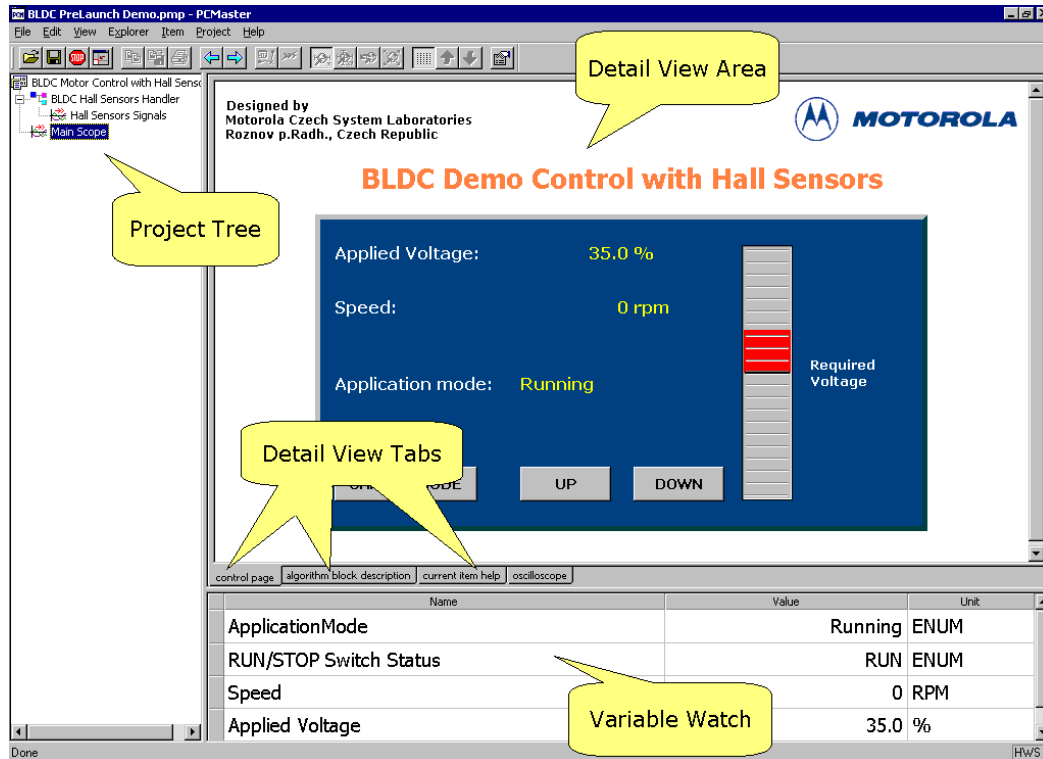 BLDC PreLaunch Demo.pmp - PCMaster
File Edit View Explorer Item Project Help
BLDC Motor Control with Hall Senso
BLDC Hall Sensors Handler
Hall Sensors Signals
Main Scope
Project Tree
Detail View Area
Designed by
Motorola Czech System Laboratories
Roznov p.Radh., Czech Republic
MOTOROLA
BLDC Demo Control with Hall Sensors
Applied Voltage: 35.0 %
Speed: 0 rpm
Application mode: Running
Required
Voltage
Detail View Tabs
UP DOWN
control page algorithm block description current item help oscilloscope
Name Value Unit
ApplicationMode Running ENUM
RUN/STOP Switch Status RUN ENUM
Speed 0 RPM
Applied Voltage 35.0 %
Variable Watch
Done HWS